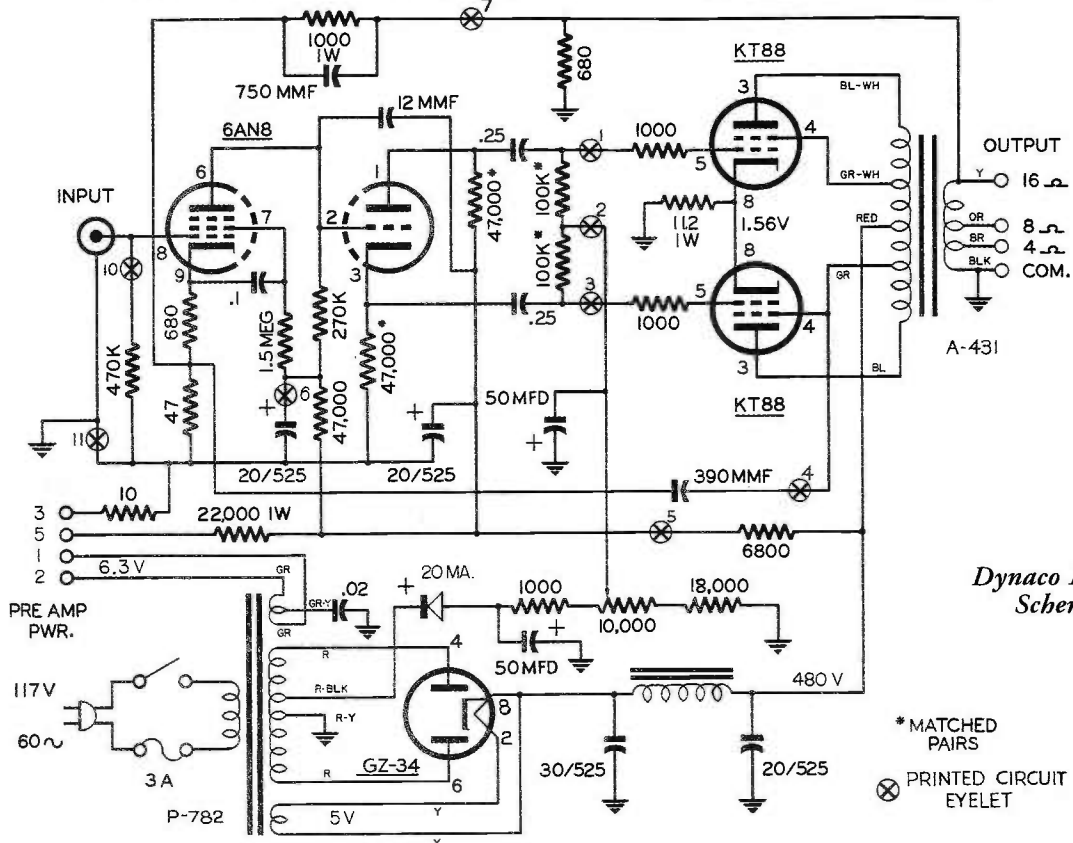 7
1000
1W
750 MMF
680
KT88
3
BL-WH
12 MMF
6AN8
.25
1
1000
4
GR-WH
OUTPUT
6
1
5
Y
16 Ω
INPUT
7
2
47,000*
100K*
8
11.2
1W
1.56V
RED
OR
8 Ω
8
3
2
BR
4 Ω
10
9
.1
100K*
8
GR
BLK
COM.
3
5
680
1.5 MEG
270K
47,000*
.25
1000
4
A-431
470K
3
BL
6
50 MFD
KT88
47
+
47,000
+
+
11
20/525
20/525
390 MMF
4
3
10
5
22,000 1W
5
6800
1
2
6.3 V
GR
+
20 MA.
Dynaco
PRE AMP
PWR.
GR-Y
.02
1000
18,000
Scher
GR
+
10,000
R
4
50 MFD
117V
R-BLK
480 V
R-Y
8
2
*MATCHED
PAIRS
60~
3A
R
GZ-34
6
30/525
20/525
PRINTED CIRCUIT
EYELET
P-782
5V
Y